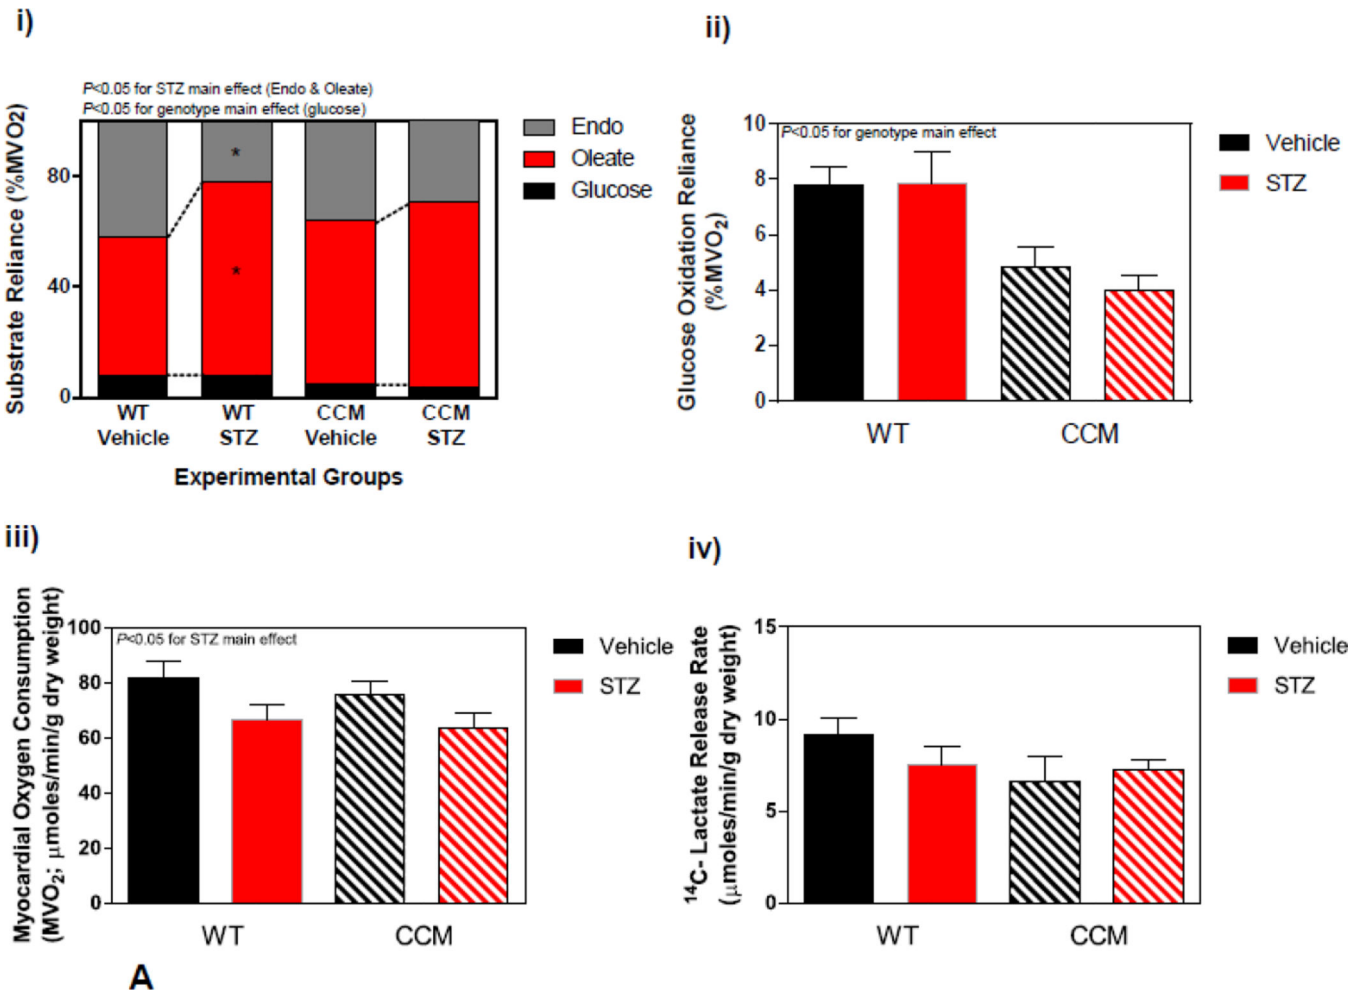 i)
P<0.05 for STZ main effect (Endo & Oleate)
P<0.05 for genotype main effect (glucose)
Substrate Reliance (%MVO2)
80
40
0
*
*
Endo
Oleate
Glucose
WT
Vehicle
WT
STZ
CCM
Vehicle
CCM
STZ
Experimental Groups
ii)
Glucose Oxidation Reliance
(%MVO₂)
10
8
6
4
2
0
P<0.05 for genotype main effect
Vehicle
STZ
WT
CCM
iii)
Myocardial Oxygen Consumption
(MVO₂; μmoles/min/g dry weight)
100
80
60
40
20
0
P<0.05 for STZ main effect
Vehicle
STZ
WT
CCM
iv)
¹⁴C- Lactate Release Rate
(μmoles/min/g dry weight)
15
10
5
0
Vehicle
STZ
WT
CCM
A